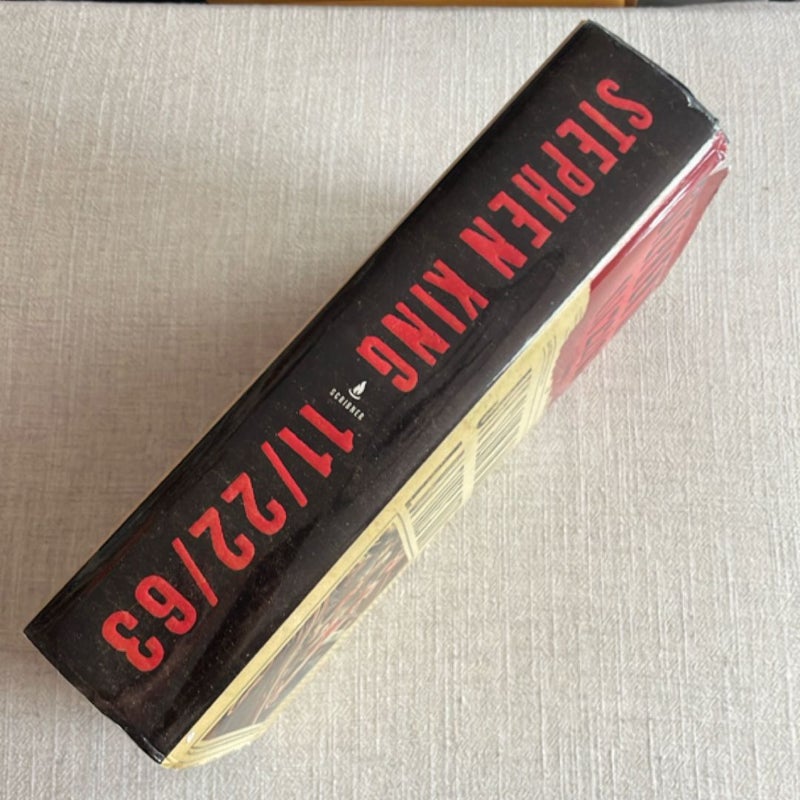 STEPHEN KING
SCRIBNER
11/22/63